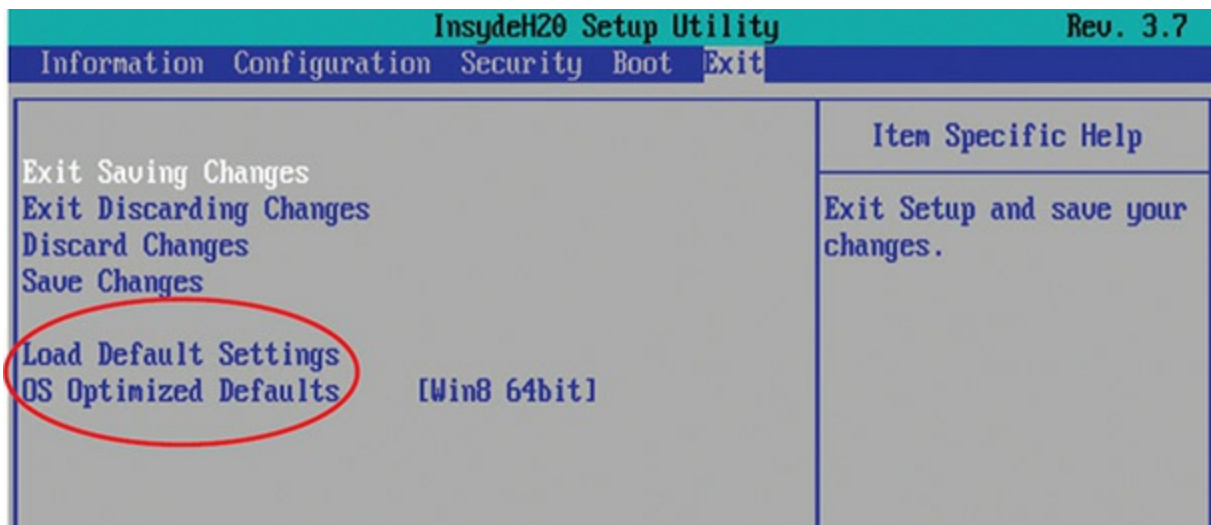 InsydeH20 Setup Utility Rev. 3.7
Information Configuration Security Boot Exit
Item Specific Help
Exit Saving Changes
Exit Discarding Changes
Discard Changes
Save Changes
Load Default Settings
OS Optimized Defaults [Win8 64bit]
Exit Setup and save your
changes.